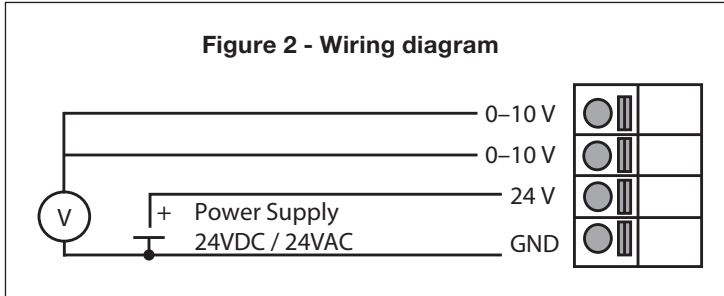 Figure 2 - Wiring diagram
0–10 V
0–10 V
24 V
V
+
Power Supply
24VDC / 24VAC
GND